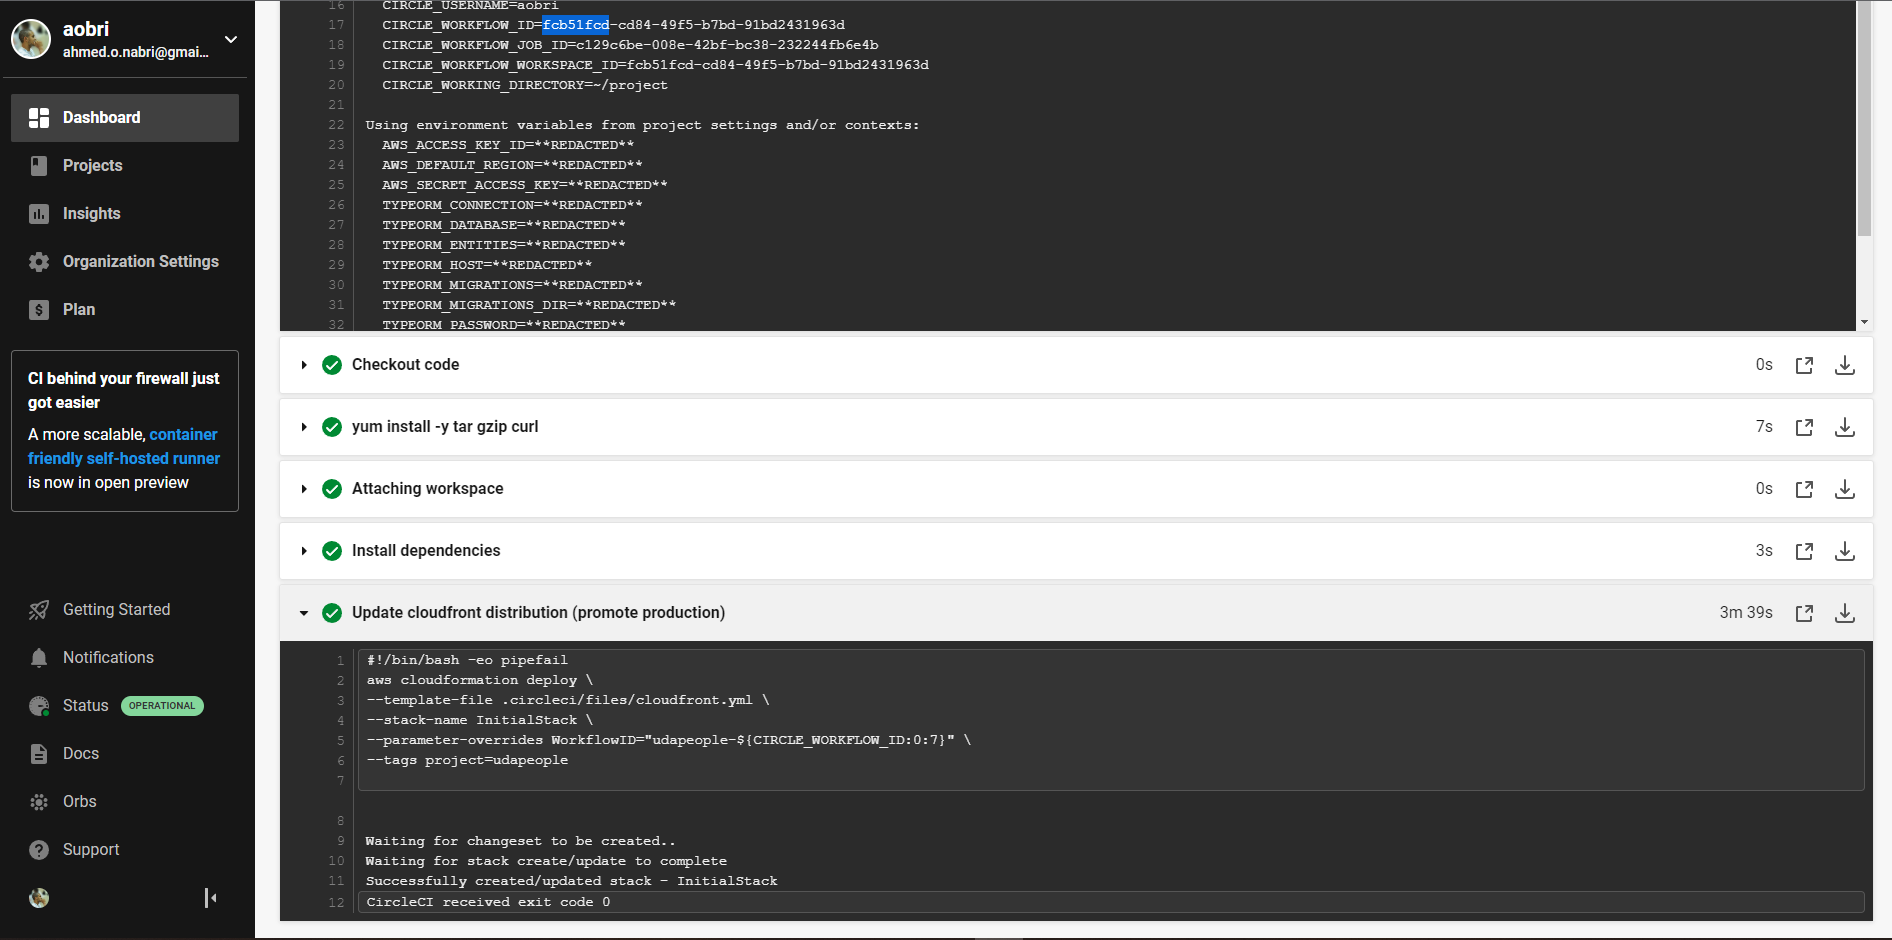 aobri
ahmed.o.nabri@gmai...
Dashboard
Projects
Insights
Organization Settings
Plan
CI behind your firewall just
got easier
A more scalable, container
friendly self-hosted runner
is now in open preview
Getting Started
Notifications
Status OPERATIONAL
Docs
Orbs
Support
16 CIRCLE_USERNAME=aobri
17 CIRCLE_WORKFLOW_ID=fcb51fcd-cd84-49f5-b7bd-91bd2431963d
18 CIRCLE_WORKFLOW_JOB_ID=c129c6be-008e-42bf-bc38-232244fb6e4b
19 CIRCLE_WORKFLOW_WORKSPACE_ID=fcb51fcd-cd84-49f5-b7bd-91bd2431963d
20 CIRCLE_WORKING_DIRECTORY=~/project
21
22 Using environment variables from project settings and/or contexts:
23 AWS_ACCESS_KEY_ID=**REDACTED**
24 AWS_DEFAULT_REGION=**REDACTED**
25 AWS_SECRET_ACCESS_KEY=**REDACTED**
26 TYPEORM_CONNECTION=**REDACTED**
27 TYPEORM_DATABASE=**REDACTED**
28 TYPEORM_ENTITIES=**REDACTED**
29 TYPEORM_HOST=**REDACTED**
30 TYPEORM_MIGRATIONS=**REDACTED**
31 TYPEORM_MIGRATIONS_DIR=**REDACTED**
32 TYPEORM_PASSWORD=**REDACTED**
Checkout code 0s
yum install -y tar gzip curl 7s
Attaching workspace 0s
Install dependencies 3s
Update cloudfront distribution (promote production) 3m 39s
1 #!/bin/bash -eo pipefail
2 aws cloudformation deploy \
3 --template-file .circleci/files/cloudfront.yml \
4 --stack-name InitialStack \
5 --parameter-overrides WorkflowID="udapeople-${CIRCLE_WORKFLOW_ID:0:7}" \
6 --tags project=udapeople
7
8
9 Waiting for changeset to be created..
10 Waiting for stack create/update to complete
11 Successfully created/updated stack - InitialStack
12 CircleCI received exit code 0